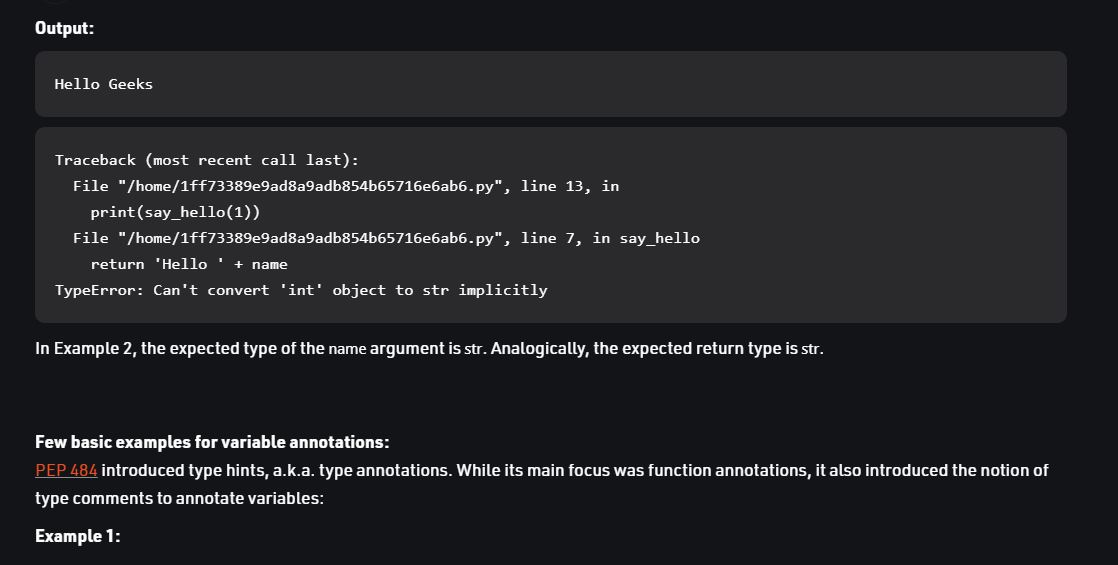 Output:
Hello Geeks
Traceback (most recent call last):
  File "/home/1ff73389e9ad8a9adb854b65716e6ab6.py", line 13, in
    print(say_hello(1))
  File "/home/1ff73389e9ad8a9adb854b65716e6ab6.py", line 7, in say_hello
    return 'Hello ' + name
TypeError: Can't convert 'int' object to str implicitly
In Example 2, the expected type of the name argument is str. Analogically, the expected return type is str.
Few basic examples for variable annotations:
PEP 484 introduced type hints, a.k.a. type annotations. While its main focus was function annotations, it also introduced the notion of
type comments to annotate variables:
Example 1: